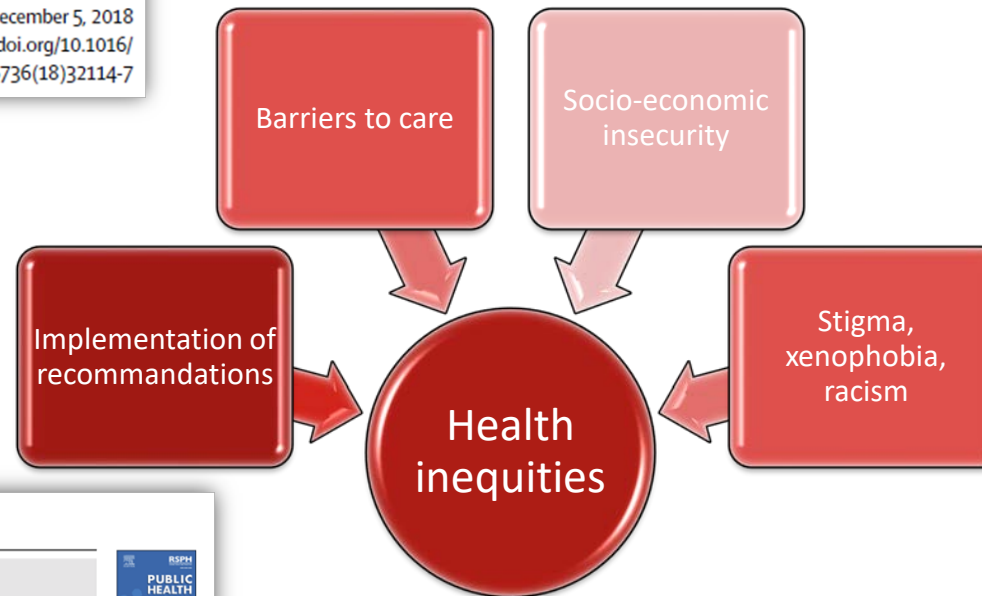 ecember 5, 2018
doi.org/10.1016/
736(18)32114-7
Barriers to care
Socio-economic
insecurity
Implementation of
recommandations
Stigma,
xenophobia,
racism
Health
inequities
RSPH
PUBLIC
HEALTH